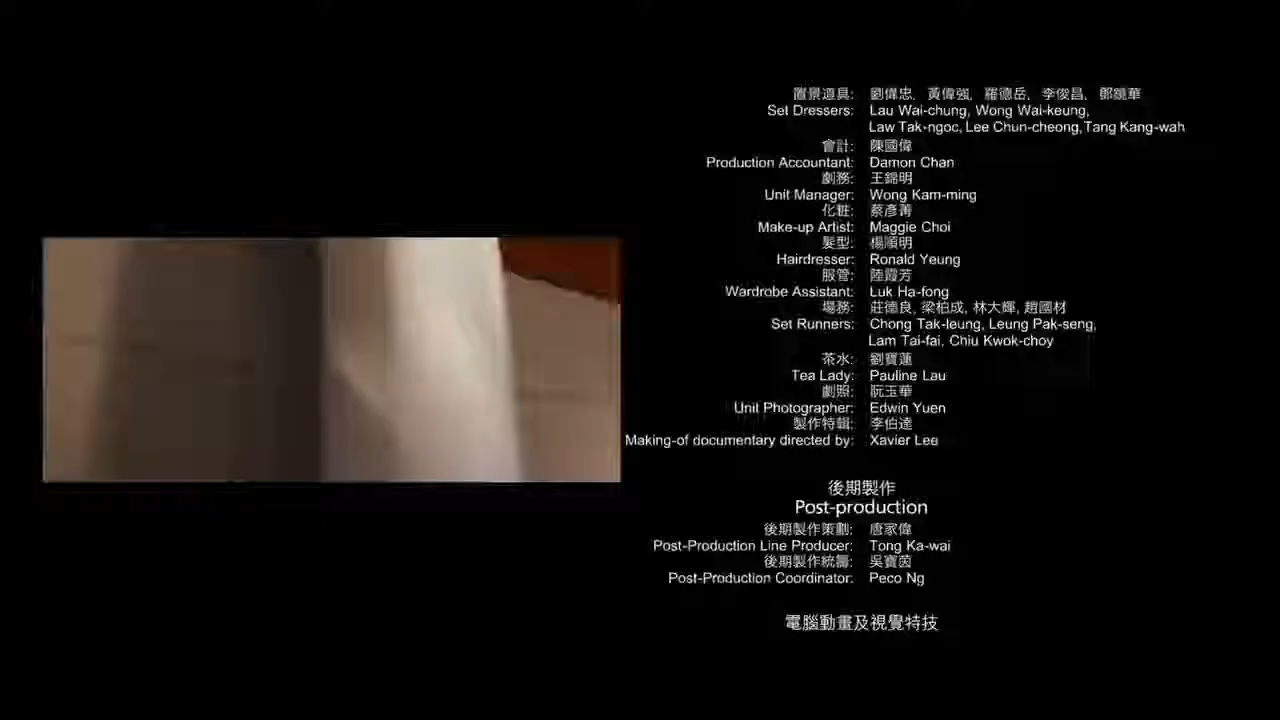 置景道具: 劉偉忠, 黃偉強, 羅德岳, 李俊昌, 鄧鏡華
Set Dressers: Lau Wai-chung, Wong Wai-keung,
Law Tak-ngoc, Lee Chun-cheong, Tang Kang-wah
會計: 陳國偉
Production Accountant: Damon Chan
劇務: 王錦明
Unit Manager: Wong Kam-ming
化粧: 蔡彥菁
Make-up Artist: Maggie Choi
髮型: 楊順明
Hairdresser: Ronald Yeung
服管: 陸霞芳
Wardrobe Assistant: Luk Ha-fong
場務: 莊德良, 梁柏成, 林大輝, 趙國材
Set Runners: Chong Tak-leung, Leung Pak-seng,
Lam Tai-fai, Chiu Kwok-choy
茶水: 劉寶蓮
Tea Lady: Pauline Lau
劇照: 阮玉華
Unit Photographer: Edwin Yuen
製作特輯: 李伯達
Making-of documentary directed by: Xavier Lee
後期製作
Post-production
後期製作策劃: 唐家偉
Post-Production Line Producer: Tong Ka-wai
後期製作統籌: 吳寶茵
Post-Production Coordinator: Peco Ng
電腦動畫及視覺特技